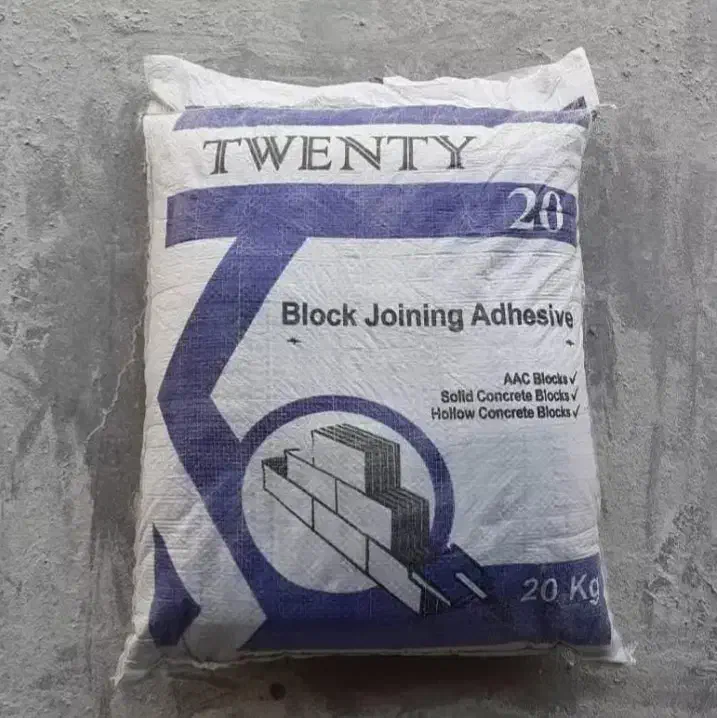 TWENTY
20
Block Joining Adhesive
AAC Blocks✓
Solid Concrete Blocks✓
Hollow Concrete Blocks✓
20 Kg